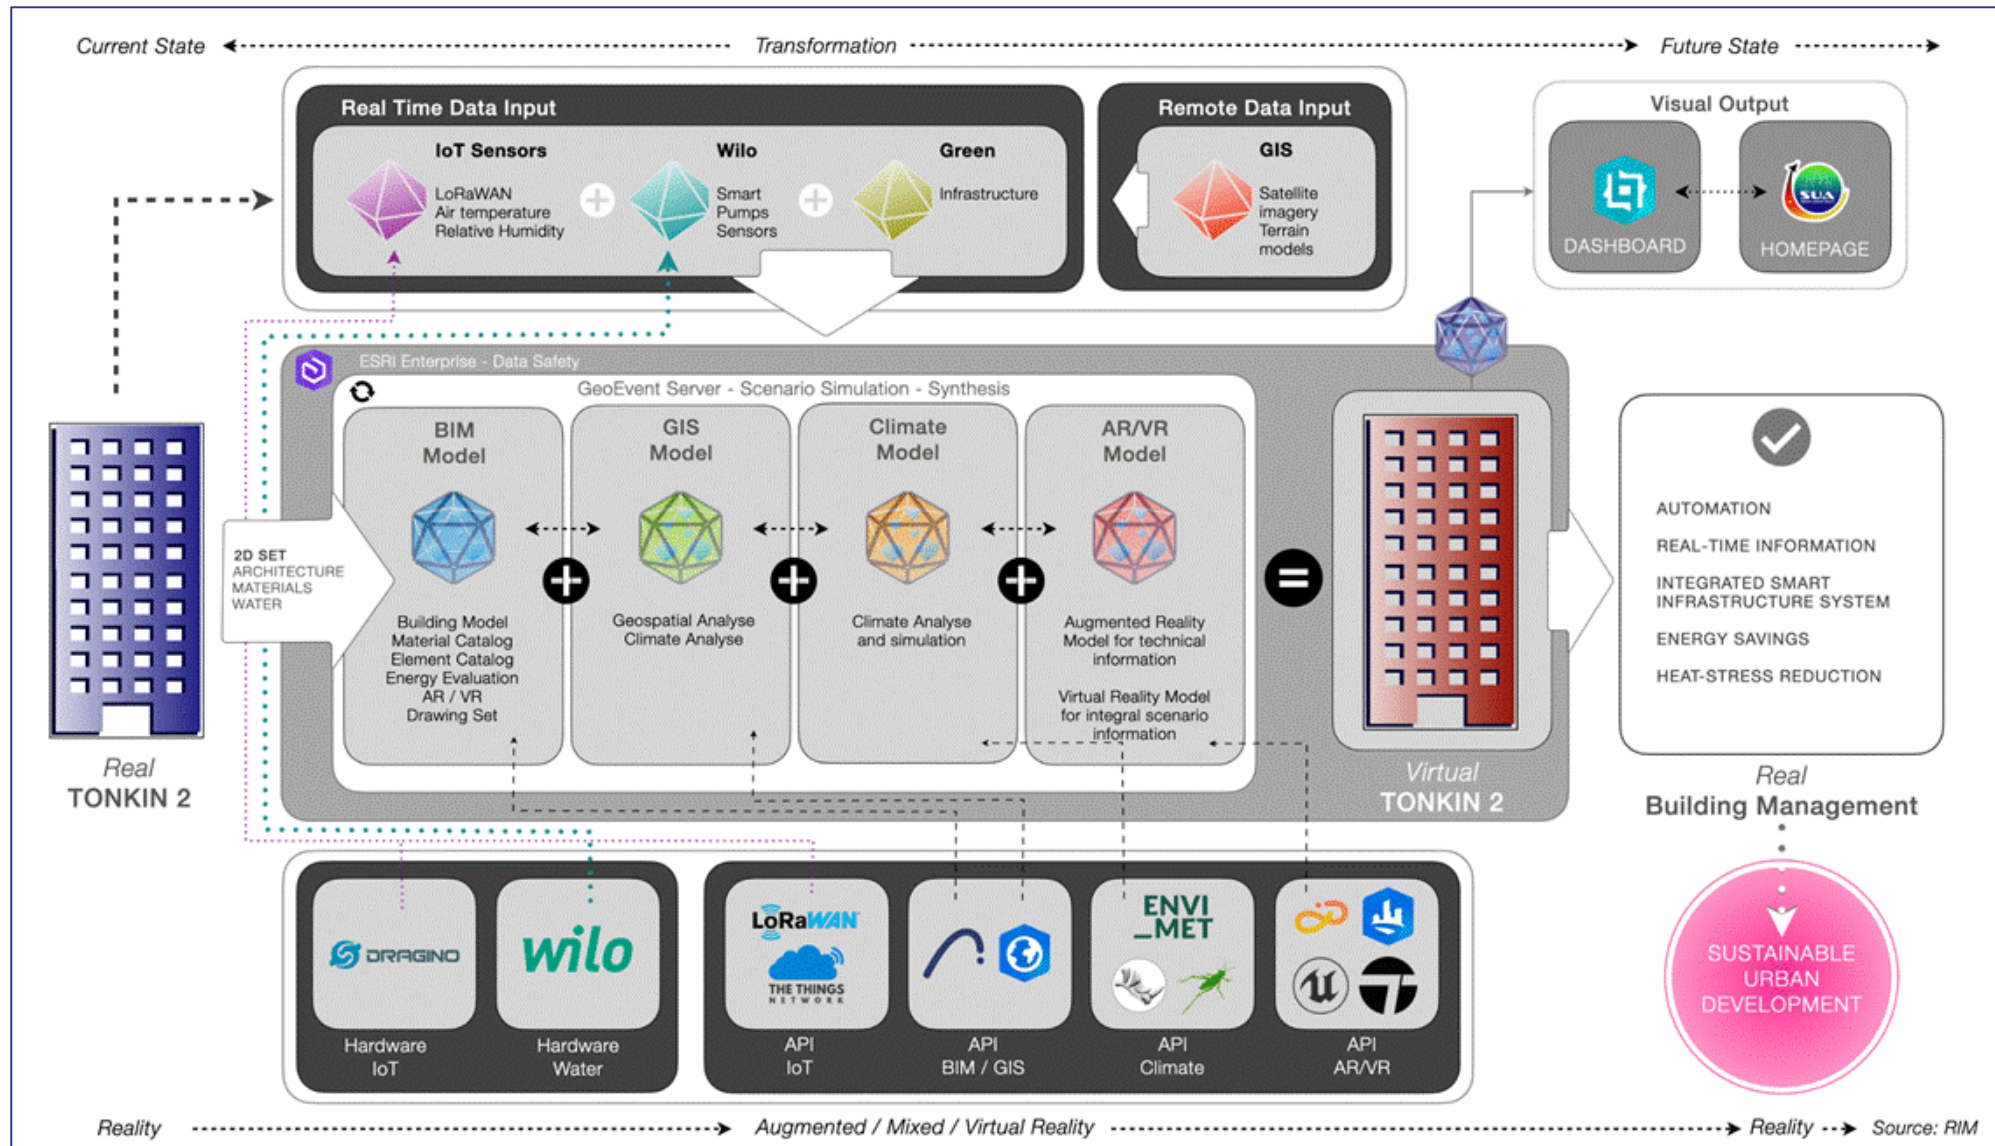 Current State
Transformation
Future State
Real Time Data Input
Remote Data Input
Visual Output
IoT Sensors
LoRaWAN
Air temperature
Relative Humidity
Wilo
Smart
Pumps
Sensors
Green
Infrastructure
GIS
Satellite
imagery
Terrain
models
DASHBOARD
SUA
HOMEPAGE
ESRI Enterprise - Data Safety
GeoEvent Server - Scenario Simulation - Synthesis
BIM
Model
GIS
Model
Climate
Model
AR/VR
Model
2D SET
ARCHITECTURE
MATERIALS
WATER
Building Model
Material Catalog
Element Catalog
Energy Evaluation
AR / VR
Drawing Set
Geospatial Analyse
Climate Analyse
Climate Analyse
and simulation
Augmented Reality
Model for technical
information
Virtual Reality Model
for integral scenario
information
AUTOMATION
REAL-TIME INFORMATION
INTEGRATED SMART
INFRASTRUCTURE SYSTEM
ENERGY SAVINGS
HEAT-STRESS REDUCTION
Real
TONKIN 2
Virtual
TONKIN 2
Real
Building Management
DRAGINO
wilo
LoRaWAN
THE THINGS
NETWORK
ENVI
_MET
Hardware
IoT
Hardware
Water
API
IoT
API
BIM / GIS
API
Climate
API
AR/VR
SUSTAINABLE
URBAN
DEVELOPMENT
Reality
Augmented / Mixed / Virtual Reality
Reality
Source: RIM